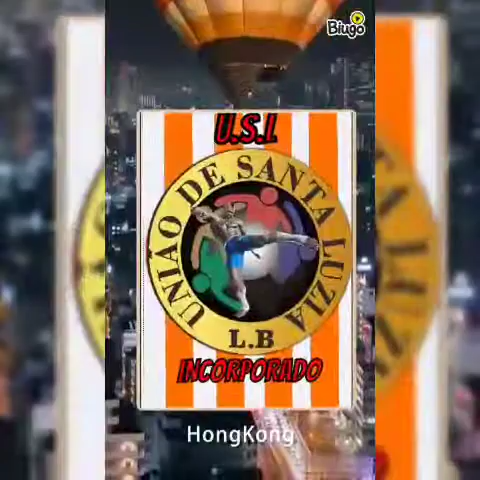 Biugo
U.S.L
UNIÃO DE SANTA LUZIA
L.B
INCORPORADO
HongKong